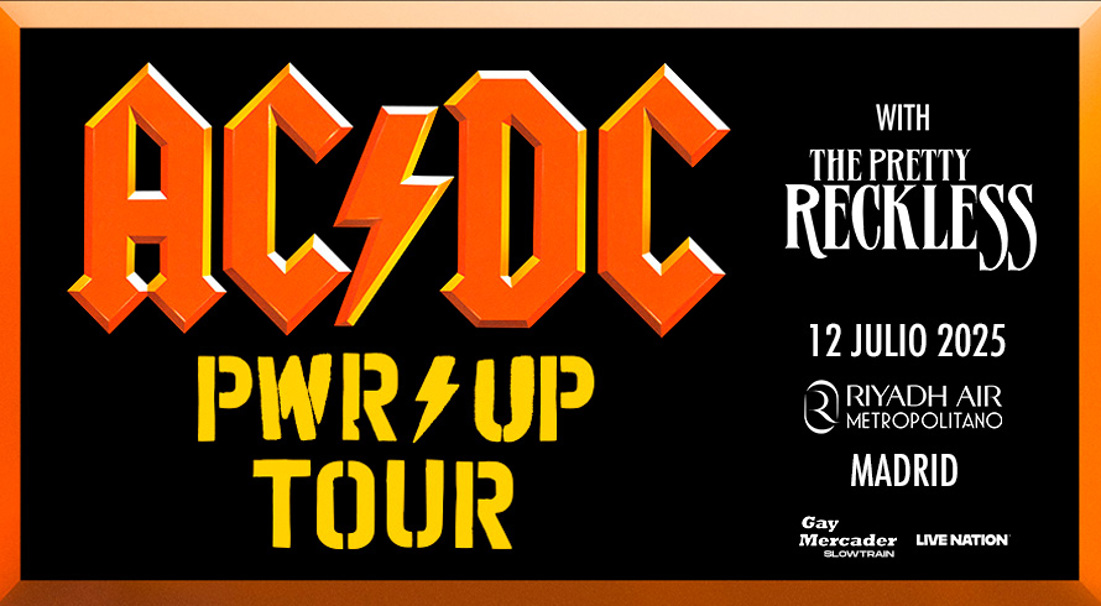 AC⚡DC
PWR⚡UP
TOUR
WITH
THE PRETTY
RECKLESS
12 JULIO 2025
RIYADH AIR
METROPOLITANO
MADRID
Gay
Mercader
SLOWTRAIN
LIVE NATION